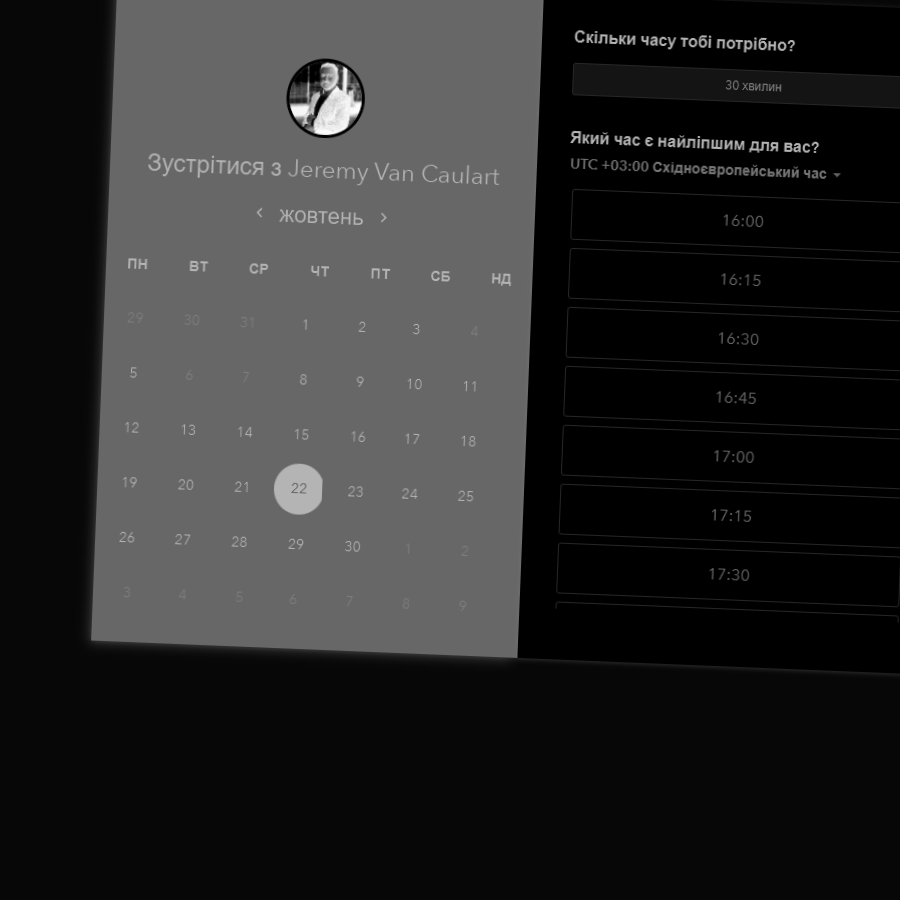 Зустрітися з Jeremy Van Caulart
‹ жовтень ›
ПН ВТ СР ЧТ ПТ СБ НД
29 30 31 1 2 3 4
5 6 7 8 9 10 11
12 13 14 15 16 17 18
19 20 21 22 23 24 25
26 27 28 29 30 1 2
3 4 5 6 7 8 9
Скільки часу тобі потрібно?
30 хвилин
Який час є найліпшим для вас?
UTC +03:00 Східноєвропейський час
16:00
16:15
16:30
16:45
17:00
17:15
17:30